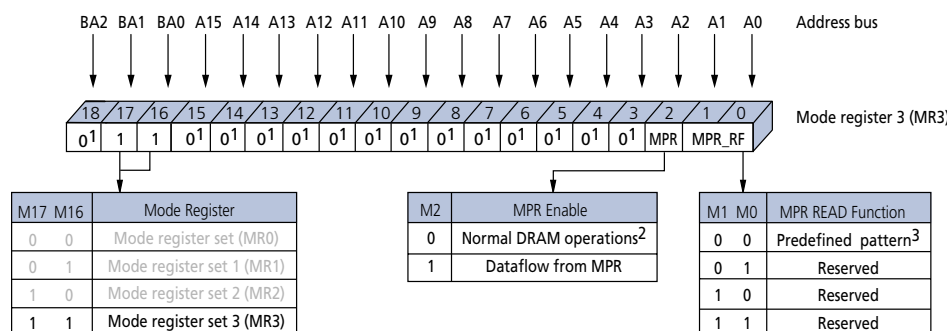 BA2 BA1 BA0 A15 A14 A13 A12 A11 A10 A9 A8 A7 A6 A5 A4 A3 A2 A1 A0 Address bus
18 17 16 15 14 13 12 11 10 9 8 7 6 5 4 3 2 1 0
Mode register 3 (MR3)
0¹ 1 1 0¹ 0¹ 0¹ 0¹ 0¹ 0¹ 0¹ 0¹ 0¹ 0¹ 0¹ 0¹ 0¹ MPR MPR_RF
M17 M16 Mode Register
0 0 Mode register set (MR0)
0 1 Mode register set 1 (MR1)
1 0 Mode register set 2 (MR2)
1 1 Mode register set 3 (MR3)
M2 MPR Enable
0 Normal DRAM operations²
1 Dataflow from MPR
M1 M0 MPR READ Function
0 0 Predefined pattern³
0 1 Reserved
1 0 Reserved
1 1 Reserved